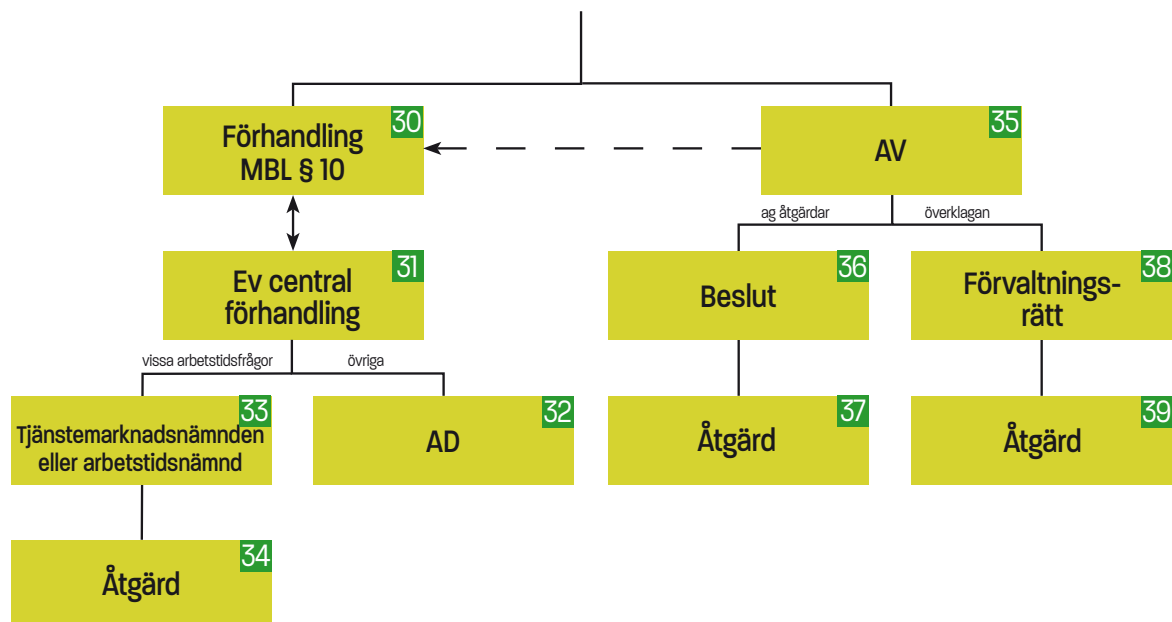 30
Förhandling
MBL § 10
35
AV
ag åtgärdar
överklagan
31
Ev central
förhandling
36
Beslut
38
Förvaltnings-
rätt
vissa arbetstidsfrågor
övriga
33
Tjänstemarknadsnämnden
eller arbetstidsnämnd
32
AD
37
Åtgärd
39
Åtgärd
34
Åtgärd